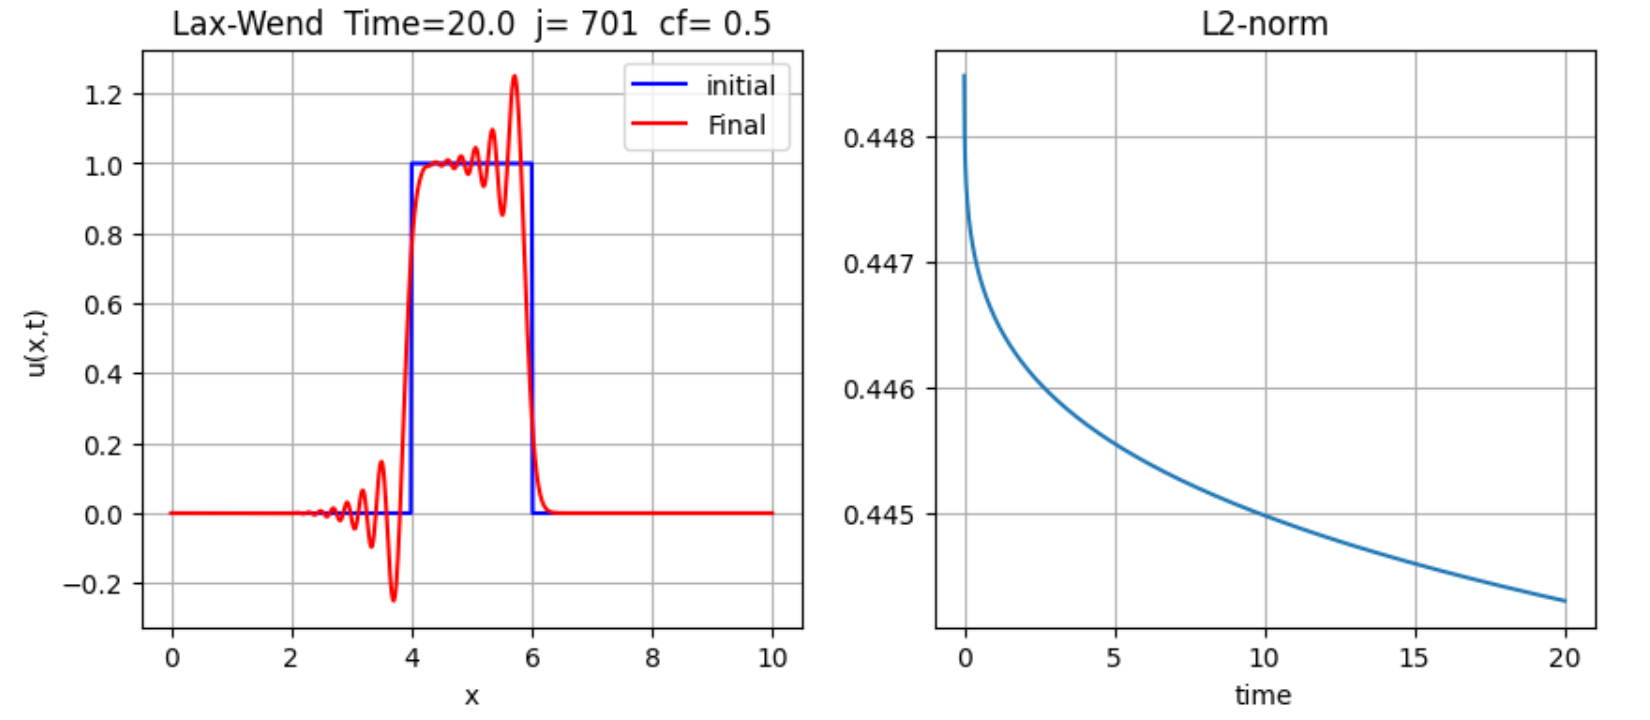 Lax-Wend Time=20.0 j= 701 cf= 0.5
initial
Final
1.2
1.0
0.8
0.6
0.4
0.2
0.0
−0.2
u(x,t)
0 2 4 6 8 10
x
L2-norm
0.448
0.447
0.446
0.445
0 5 10 15 20
time